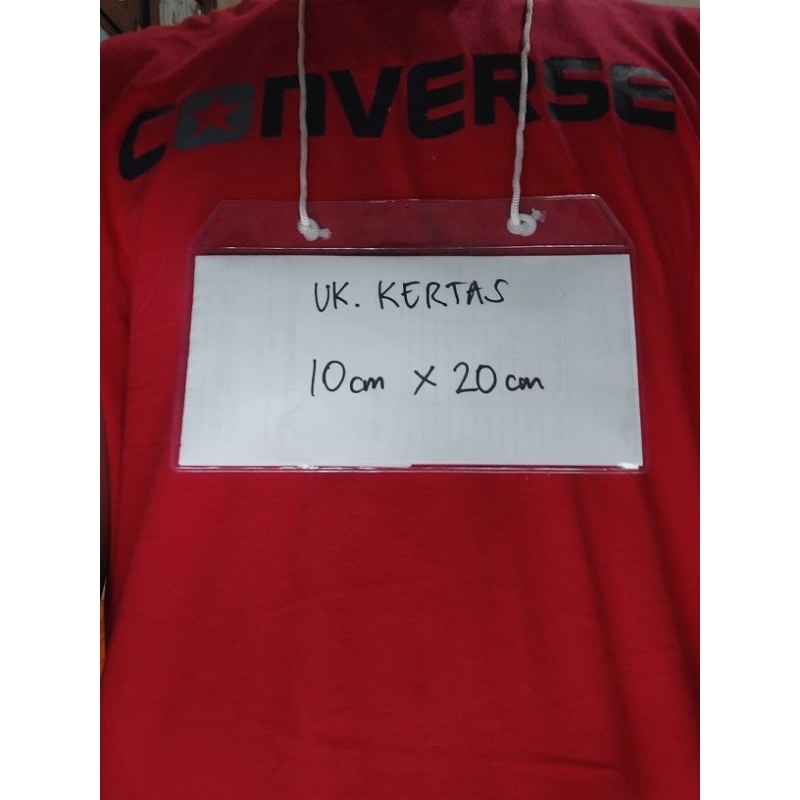 CONVERSE
UK. KERTAS
10cm X 20cm